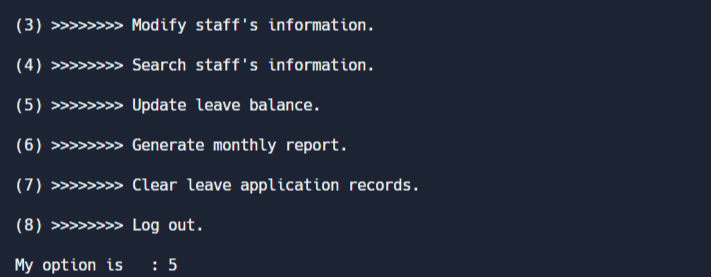 (3) >>>>>>>> Modify staff's information.
(4) >>>>>>>> Search staff's information.
(5) >>>>>>>> Update leave balance.
(6) >>>>>>>> Generate monthly report.
(7) >>>>>>>> Clear leave application records.
(8) >>>>>>>> Log out.
My option is   : 5